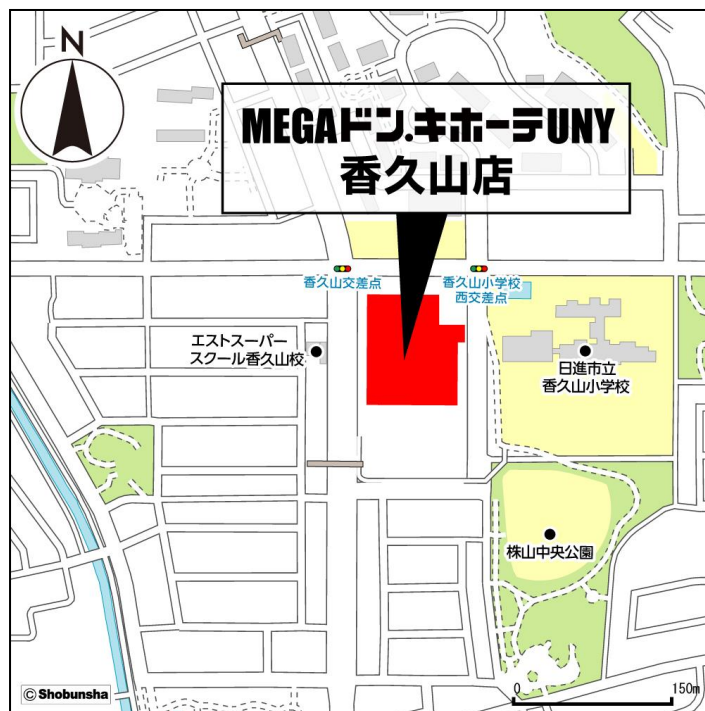 N
MEGAドン.キホーテUNY
香久山店
香久山交差点
香久山小学校
西交差点
エストスーパー
スクール香久山校
日進市立
香久山小学校
株山中央公園
© Shobunsha
0
150m